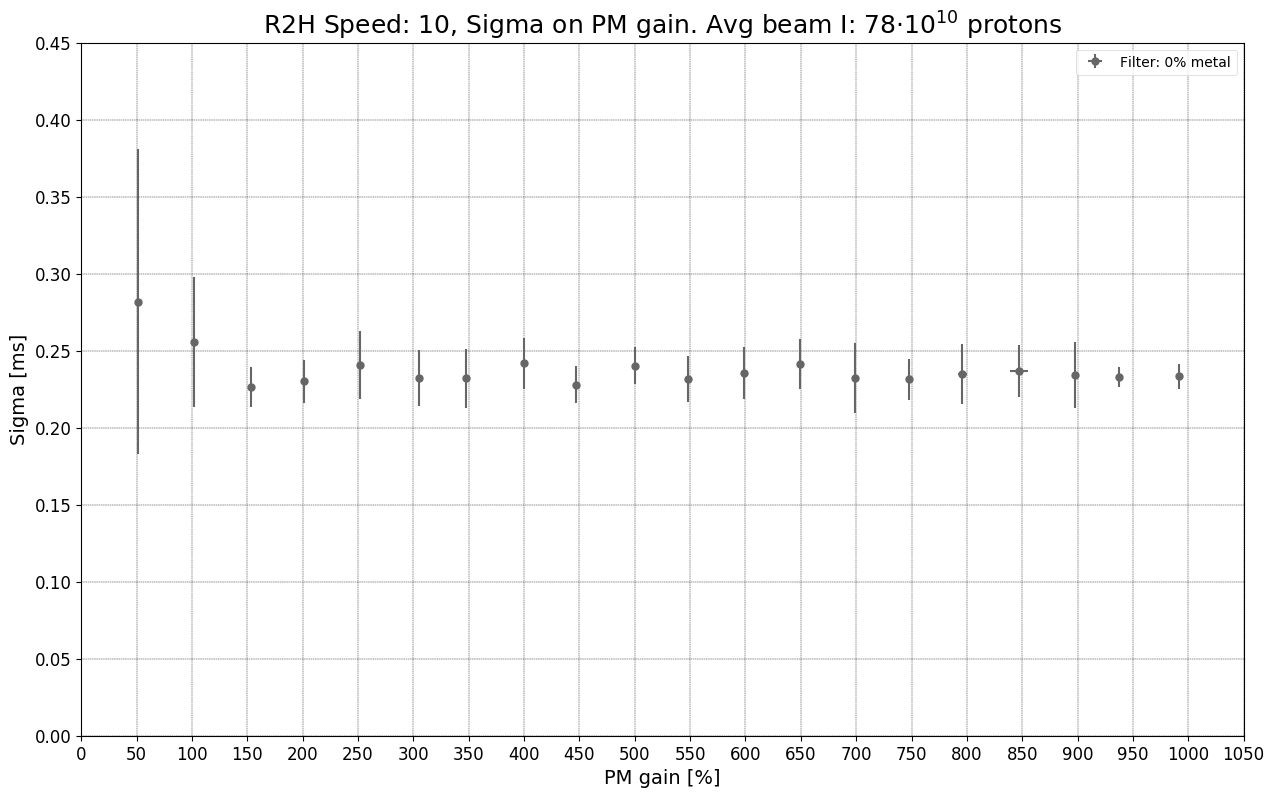 R2H Speed: 10, Sigma on PM gain. Avg beam I: 78·10¹⁰ protons
Filter: 0% metal
0.45
0.40
0.35
0.30
0.25
0.20
0.15
0.10
0.05
0.00
Sigma [ms]
0 50 100 150 200 250 300 350 400 450 500 550 600 650 700 750 800 850 900 950 1000 1050
PM gain [%]